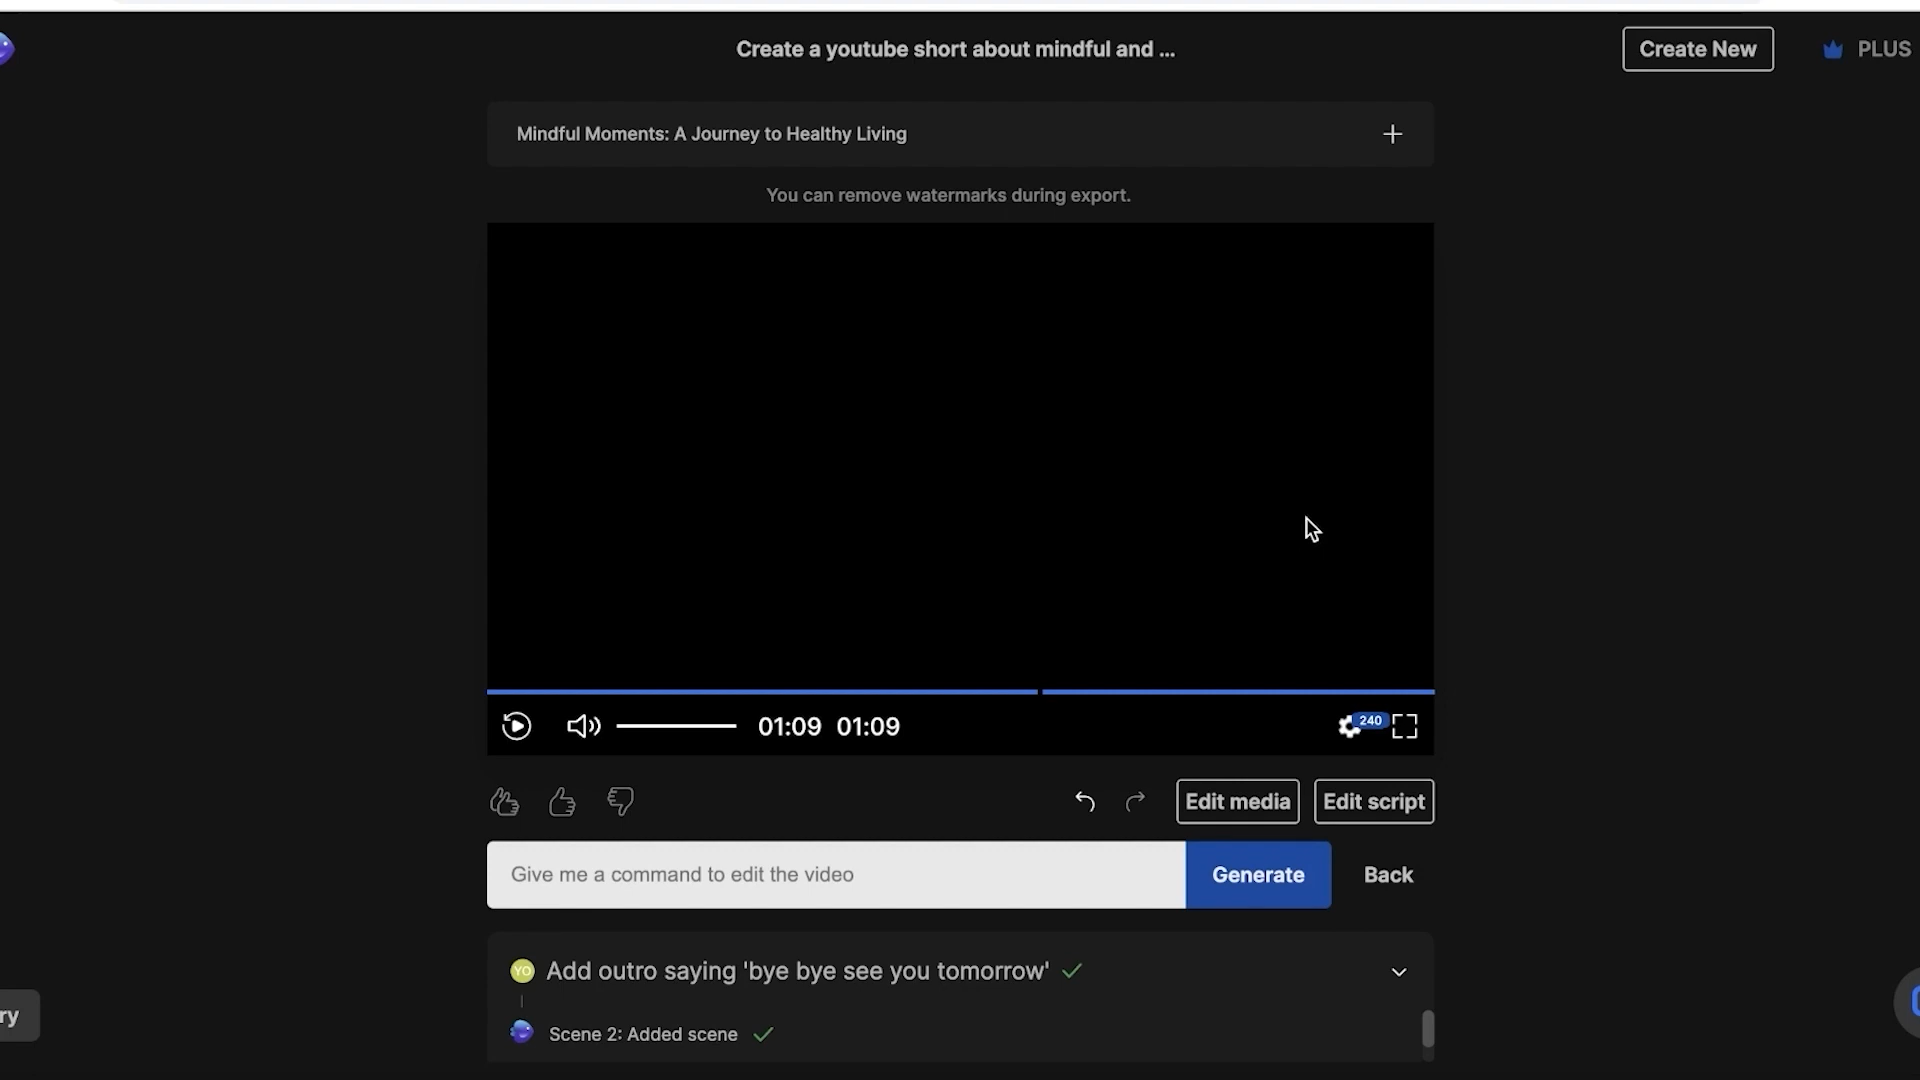 Create a youtube short about mindful and ...
Create New
PLUS
Mindful Moments: A Journey to Healthy Living
You can remove watermarks during export.
01:09 01:09
240
Edit media
Edit script
Give me a command to edit the video
Generate
Back
YO Add outro saying 'bye bye see you tomorrow'
Scene 2: Added scene
ry